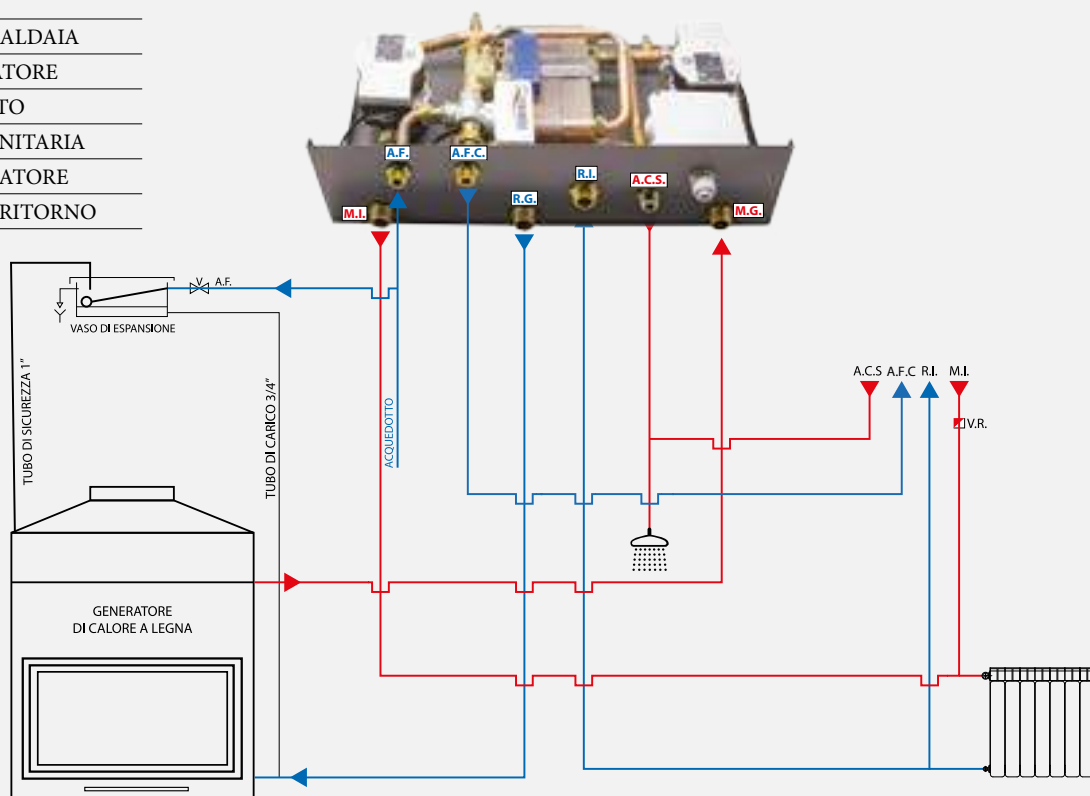 ALDAIA
ATORE
TO
NITARIA
ATORE
RITORNO
A.F.
A.F.C.
R.I.
A.C.S.
M.I.
R.G.
M.G.
V
A.F.
VASO DI ESPANSIONE
TUBO DI SICUREZZA 1”
TUBO DI CARICO 3/4”
ACQUEDOTTO
A.C.S
A.F.C
R.I.
M.I.
V.R.
GENERATORE
DI CALORE A LEGNA